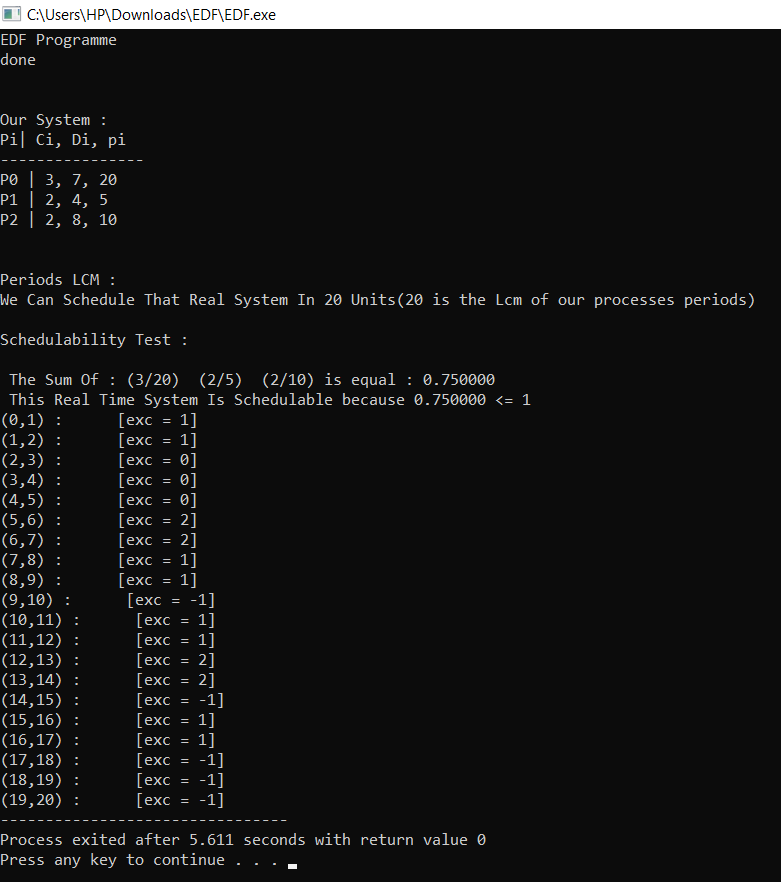 C:\Users\HP\Downloads\EDF\EDF.exe
EDF Programme
done
Our System :
Pi| Ci, Di, pi
----------------
P0 | 3, 7, 20
P1 | 2, 4, 5
P2 | 2, 8, 10
Periods LCM :
We Can Schedule That Real System In 20 Units(20 is the Lcm of our processes periods)
Schedulability Test :
The Sum Of : (3/20)  (2/5)  (2/10) is equal : 0.750000
This Real Time System Is Schedulable because 0.750000 <= 1
(0,1) :      [exc = 1]
(1,2) :      [exc = 1]
(2,3) :      [exc = 0]
(3,4) :      [exc = 0]
(4,5) :      [exc = 0]
(5,6) :      [exc = 2]
(6,7) :      [exc = 2]
(7,8) :      [exc = 1]
(8,9) :      [exc = 1]
(9,10) :      [exc = -1]
(10,11) :      [exc = 1]
(11,12) :      [exc = 1]
(12,13) :      [exc = 2]
(13,14) :      [exc = 2]
(14,15) :      [exc = -1]
(15,16) :      [exc = 1]
(16,17) :      [exc = 1]
(17,18) :      [exc = -1]
(18,19) :      [exc = -1]
(19,20) :      [exc = -1]
--------------------------------
Process exited after 5.611 seconds with return value 0
Press any key to continue . . .